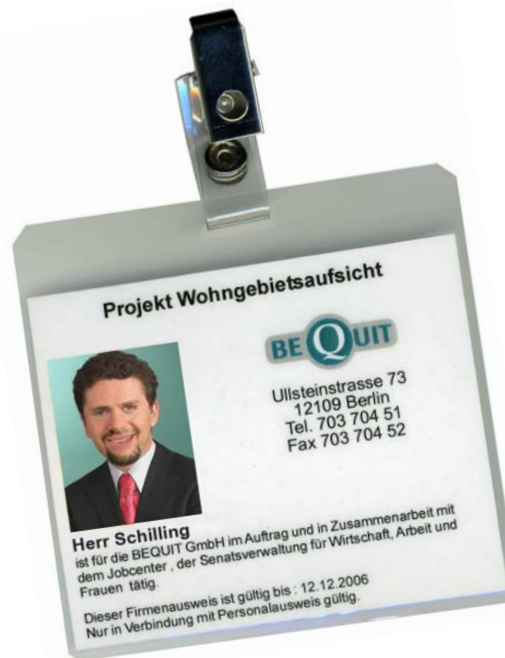 Projekt Wohngebietsaufsicht
BEQUIT
Ullsteinstrasse 73
12109 Berlin
Tel. 703 704 51
Fax 703 704 52
Herr Schilling
ist für die BEQUIT GmbH im Auftrag und in Zusammenarbeit mit
dem Jobcenter , der Senatsverwaltung für Wirtschaft, Arbeit und
Frauen tätig.
Dieser Firmenausweis ist gültig bis : 12.12.2006
Nur in Verbindung mit Personalausweis gültig.